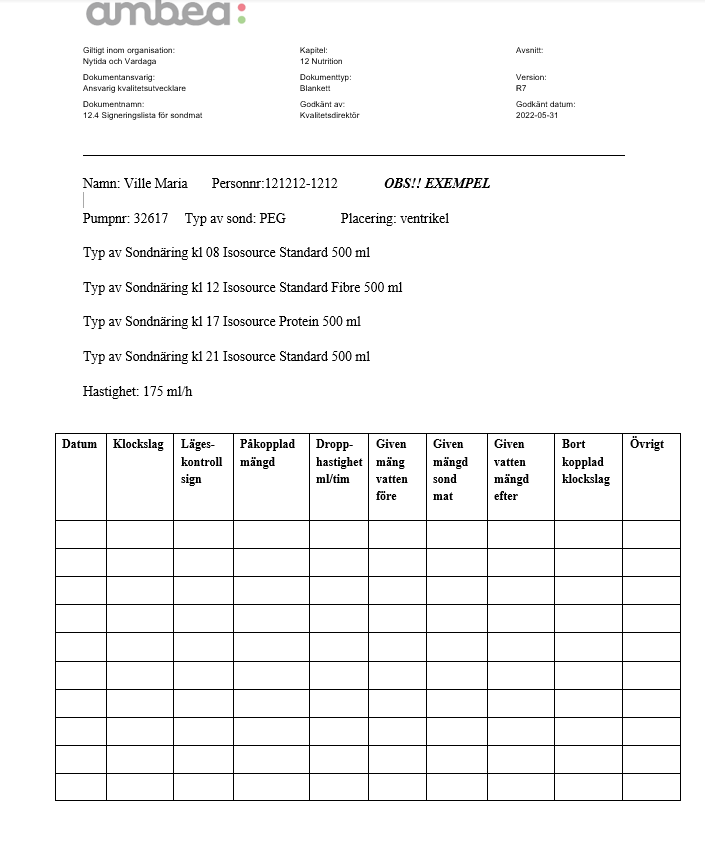 ambea:
Giltigt inom organisation:
Nytida och Vardaga
Kapitel:
12 Nutrition
Avsnitt:
Dokumentansvarig:
Ansvarig kvalitetsutvecklare
Dokumenttyp:
Blankett
Version:
R7
Dokumentnamn:
12.4 Signeringslista för sondmat
Godkänt av:
Kvalitetsdirektör
Godkänt datum:
2022-05-31
Namn: Ville Maria Personnr:121212-1212 OBS!! EXEMPEL
Pumpnr: 32617 Typ av sond: PEG Placering: ventrikel
Typ av Sondnäring kl 08 Isosource Standard 500 ml
Typ av Sondnäring kl 12 Isosource Standard Fibre 500 ml
Typ av Sondnäring kl 17 Isosource Protein 500 ml
Typ av Sondnäring kl 21 Isosource Standard 500 ml
Hastighet: 175 ml/h
Datum
Klockslag
Läges-
kontroll
sign
Påkopplad
mängd
Dropp-
hastighet
ml/tim
Given
mäng
vatten
före
Given
mängd
sond
mat
Given
vatten
mängd
efter
Bort
kopplad
klockslag
Övrigt